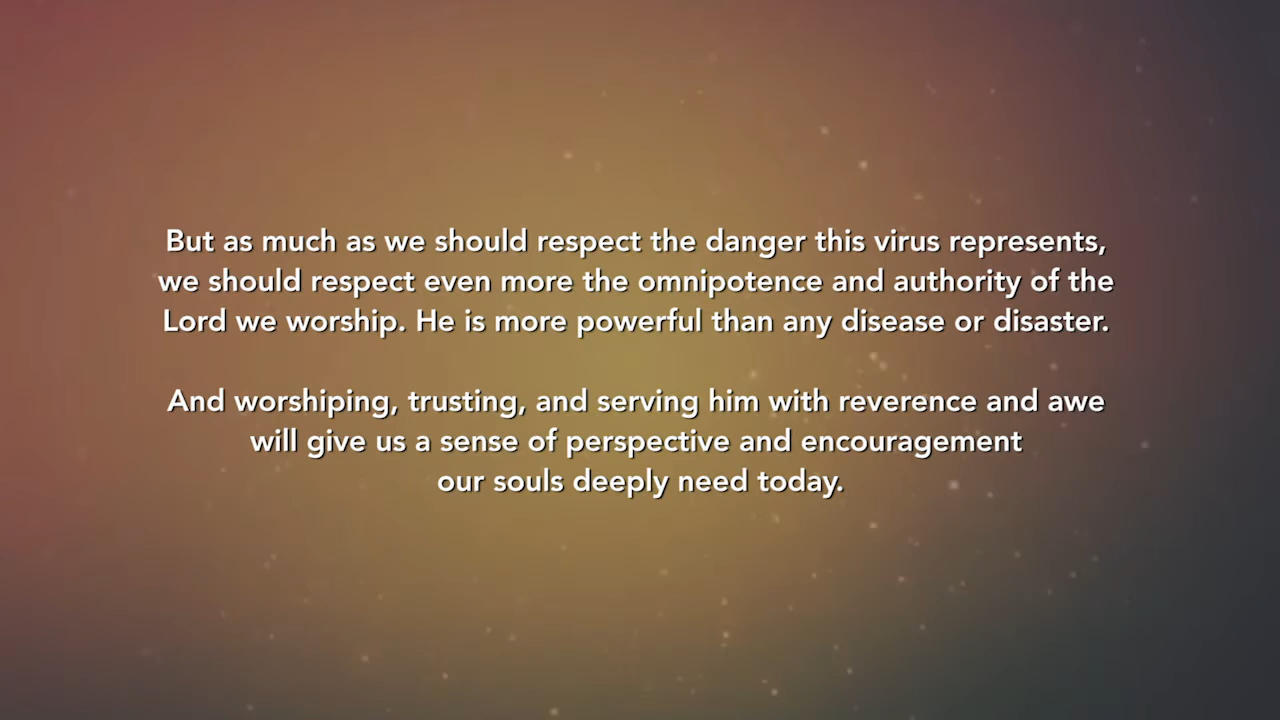 But as much as we should respect the danger this virus represents,
we should respect even more the omnipotence and authority of the
Lord we worship. He is more powerful than any disease or disaster.
And worshiping, trusting, and serving him with reverence and awe
will give us a sense of perspective and encouragement
our souls deeply need today.